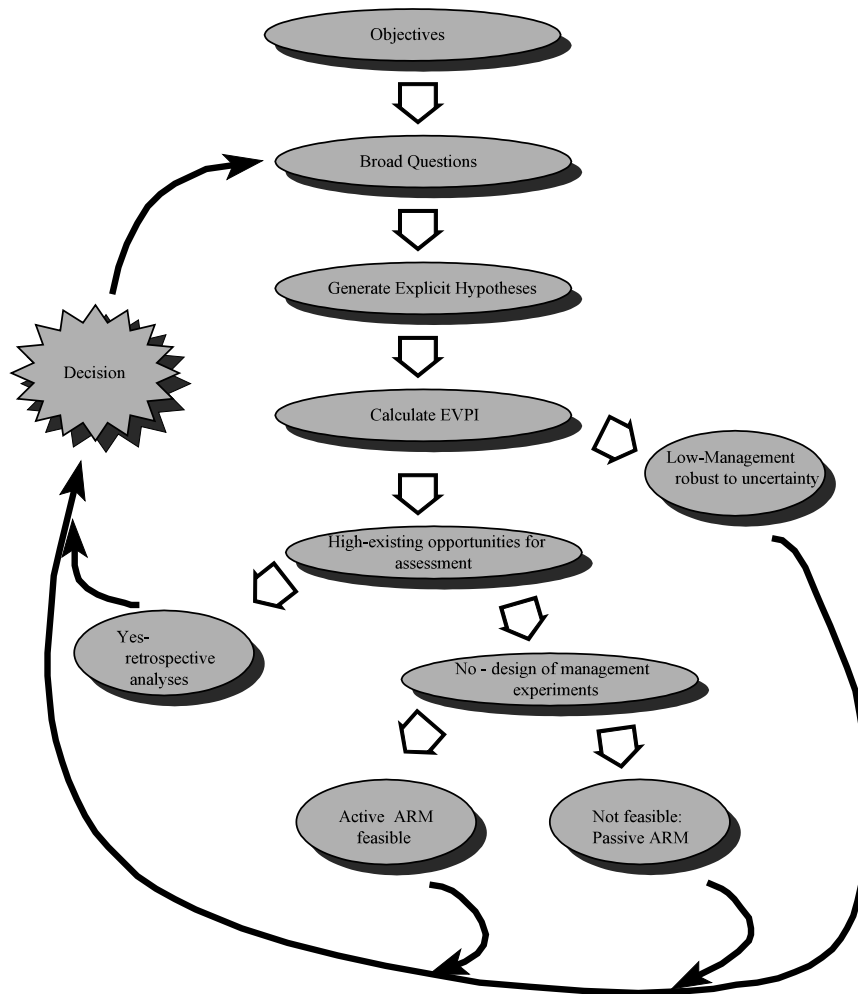 Objectives
Broad Questions
Generate Explicit Hypotheses
Decision
Calculate EVPI
Low-Management
robust to uncertainty
High-existing opportunities for
assessment
Yes-
retrospective
analyses
No - design of management
experiments
Active ARM
feasible
Not feasible:
Passive ARM